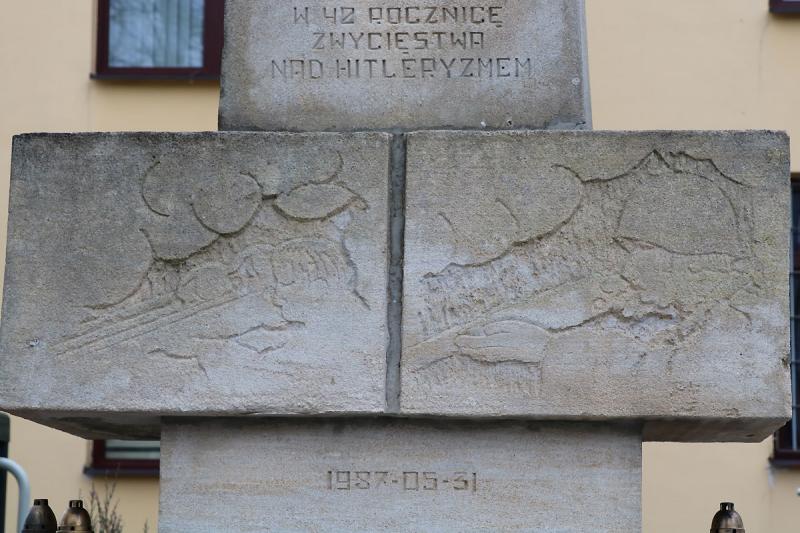 W 42 ROCZNICĘ
ZWYCIĘSTWA
NAD HITLERYZMEM
1987-05-31